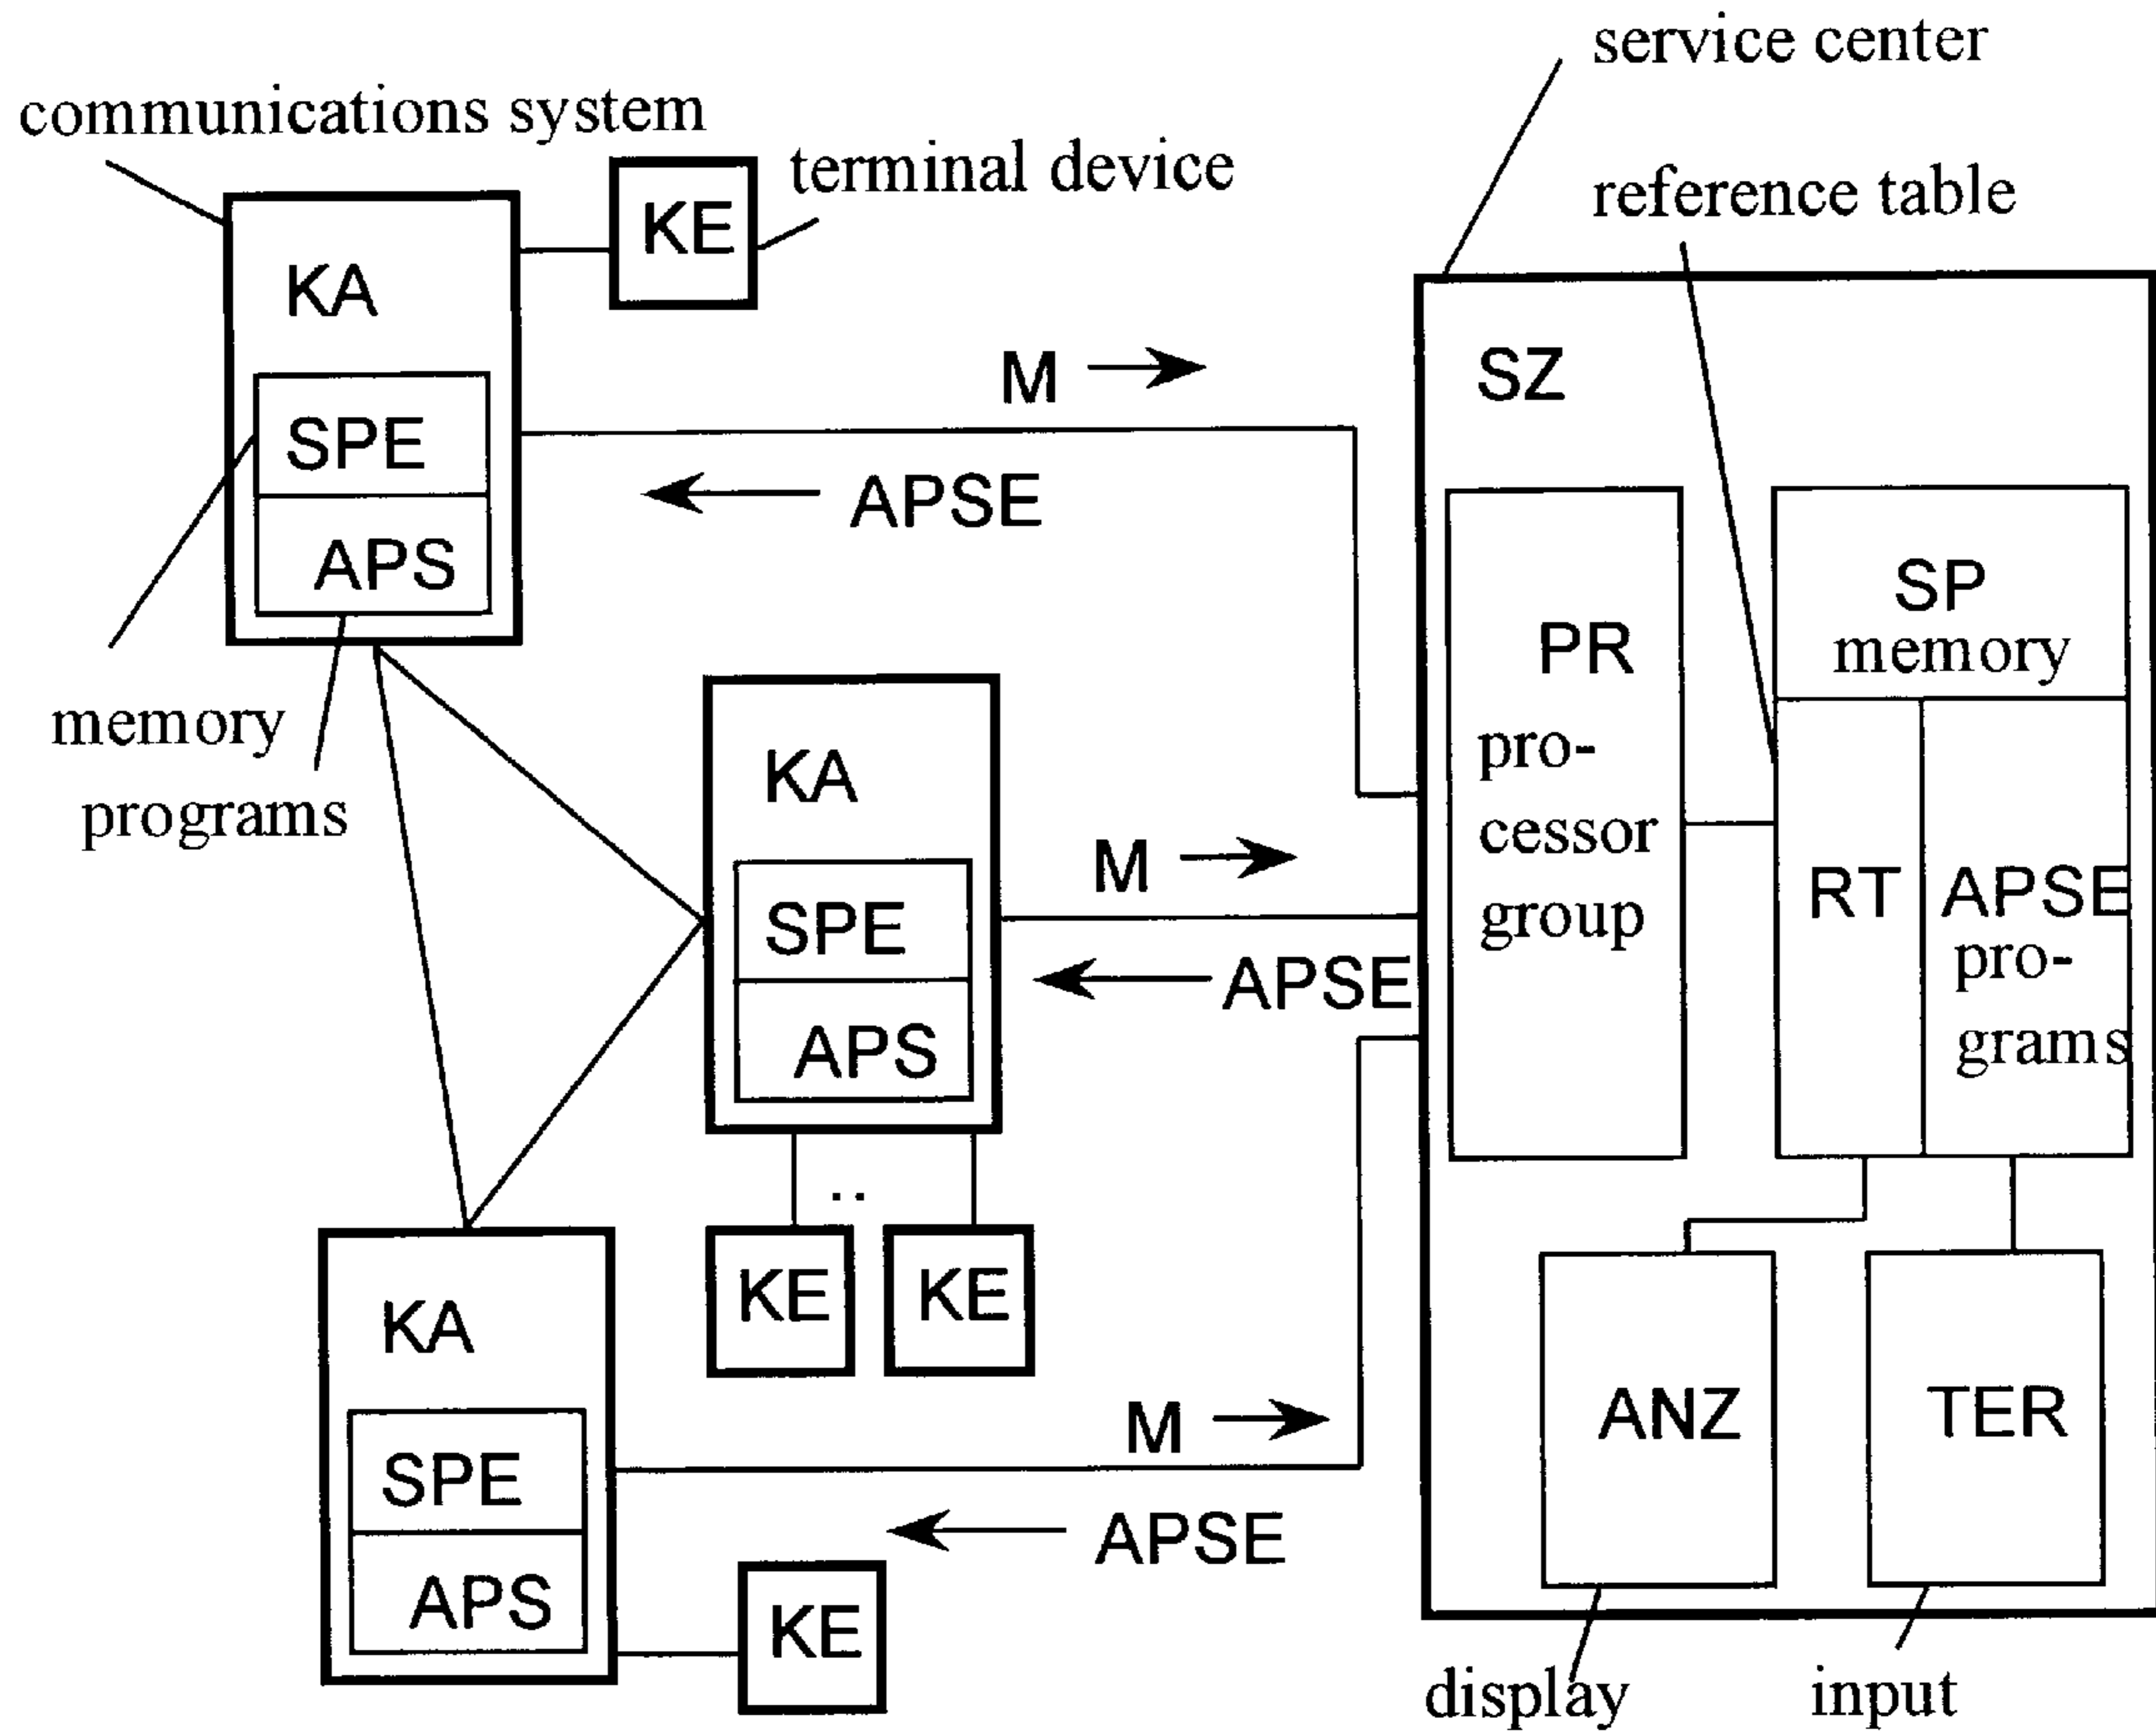 service center
communications system
terminal device
reference table
KE
KA
M
SZ
SPE
APSE
APS
SP
memory
PR
memory
programs
pro-
cessor
group
KA
M
RT
APSE
SPE
pro-
grams
APSE
APS
..
KE
KE
KA
M
ANZ
TER
SPE
APSE
APS
KE
display
input